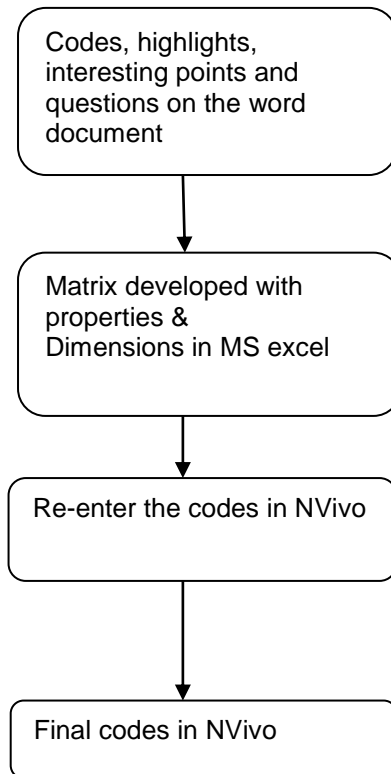 Codes, highlights,
interesting points and
questions on the word
document
Matrix developed with
properties &
Dimensions in MS excel
Re-enter the codes in NVivo
Final codes in NVivo